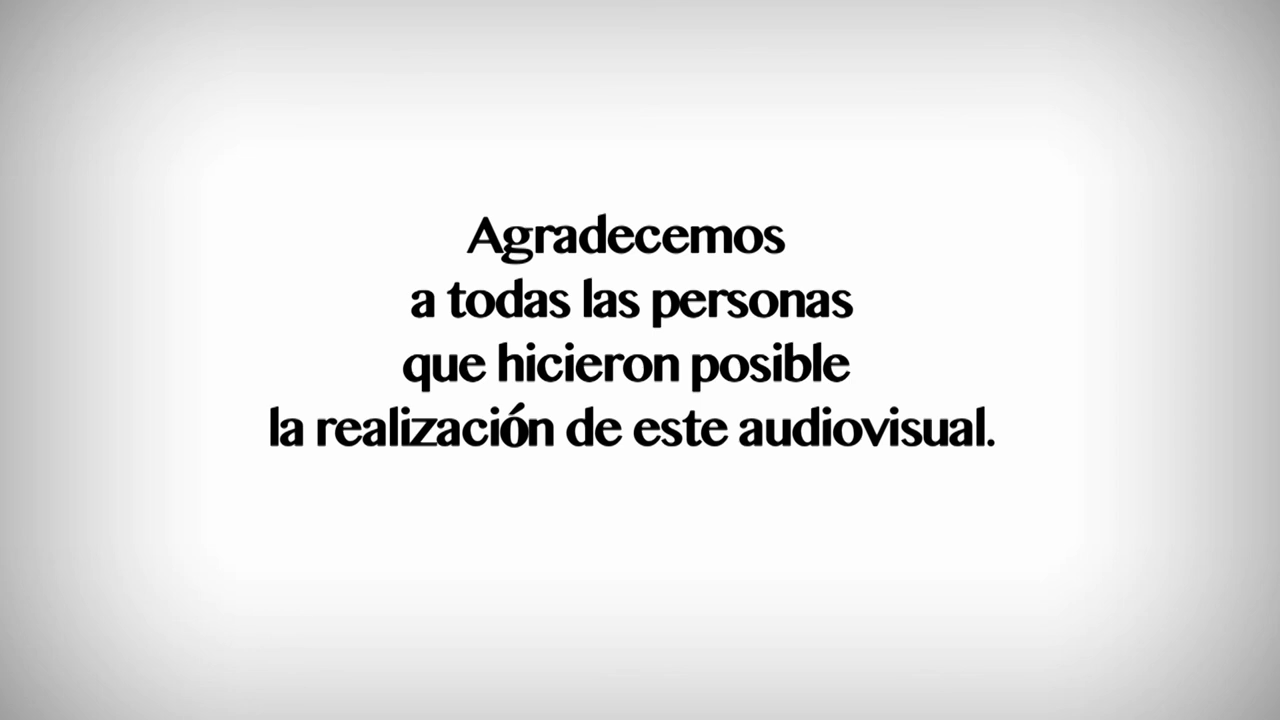 Agradecemos
a todas las personas
que hicieron posible
la realización de este audiovisual.